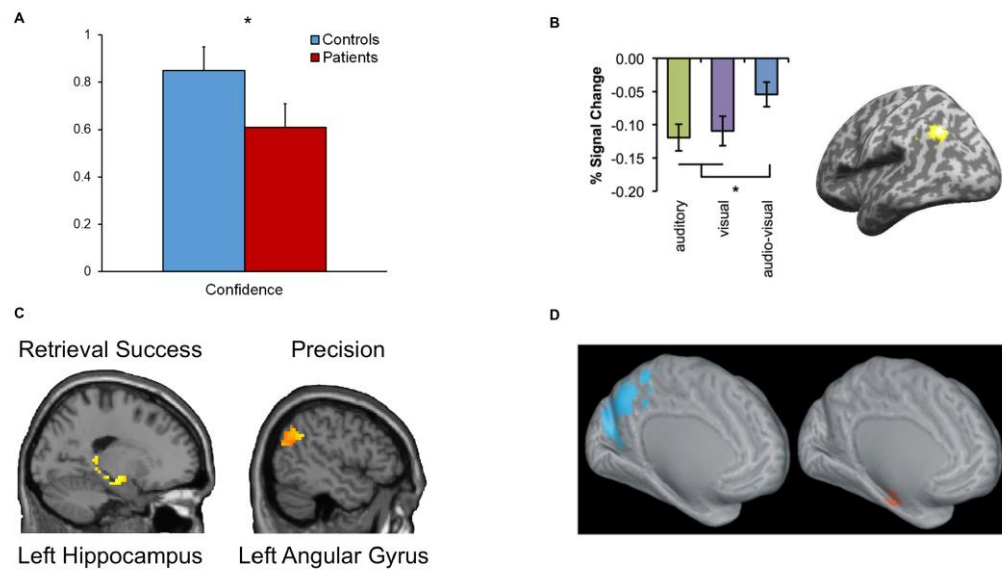 A
*
Controls
Patients
1
0.8
0.6
0.4
0.2
0
Confidence
B
% Signal Change
0.00
-0.05
-0.10
-0.15
-0.20
*
auditory
visual
audio-visual
C
Retrieval Success
Precision
Left Hippocampus
Left Angular Gyrus
D